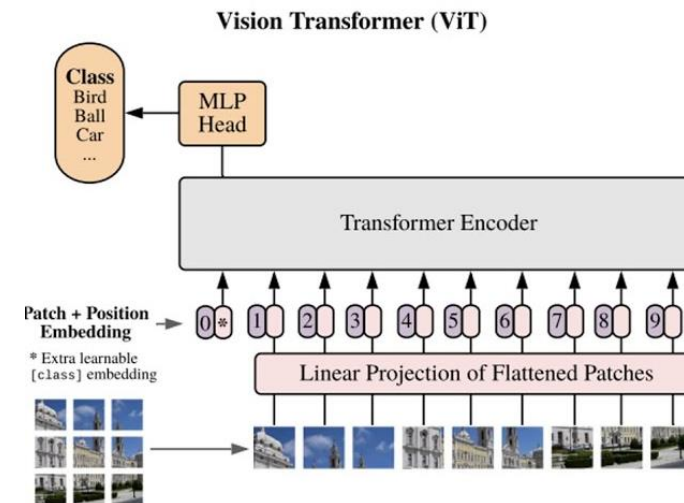 Vision Transformer (ViT)
Class
Bird
Ball
Car
...
MLP
Head
Transformer Encoder
Patch + Position
Embedding
0 * 1 2 3 4 5 6 7 8 9
* Extra learnable
[class] embedding
Linear Projection of Flattened Patches